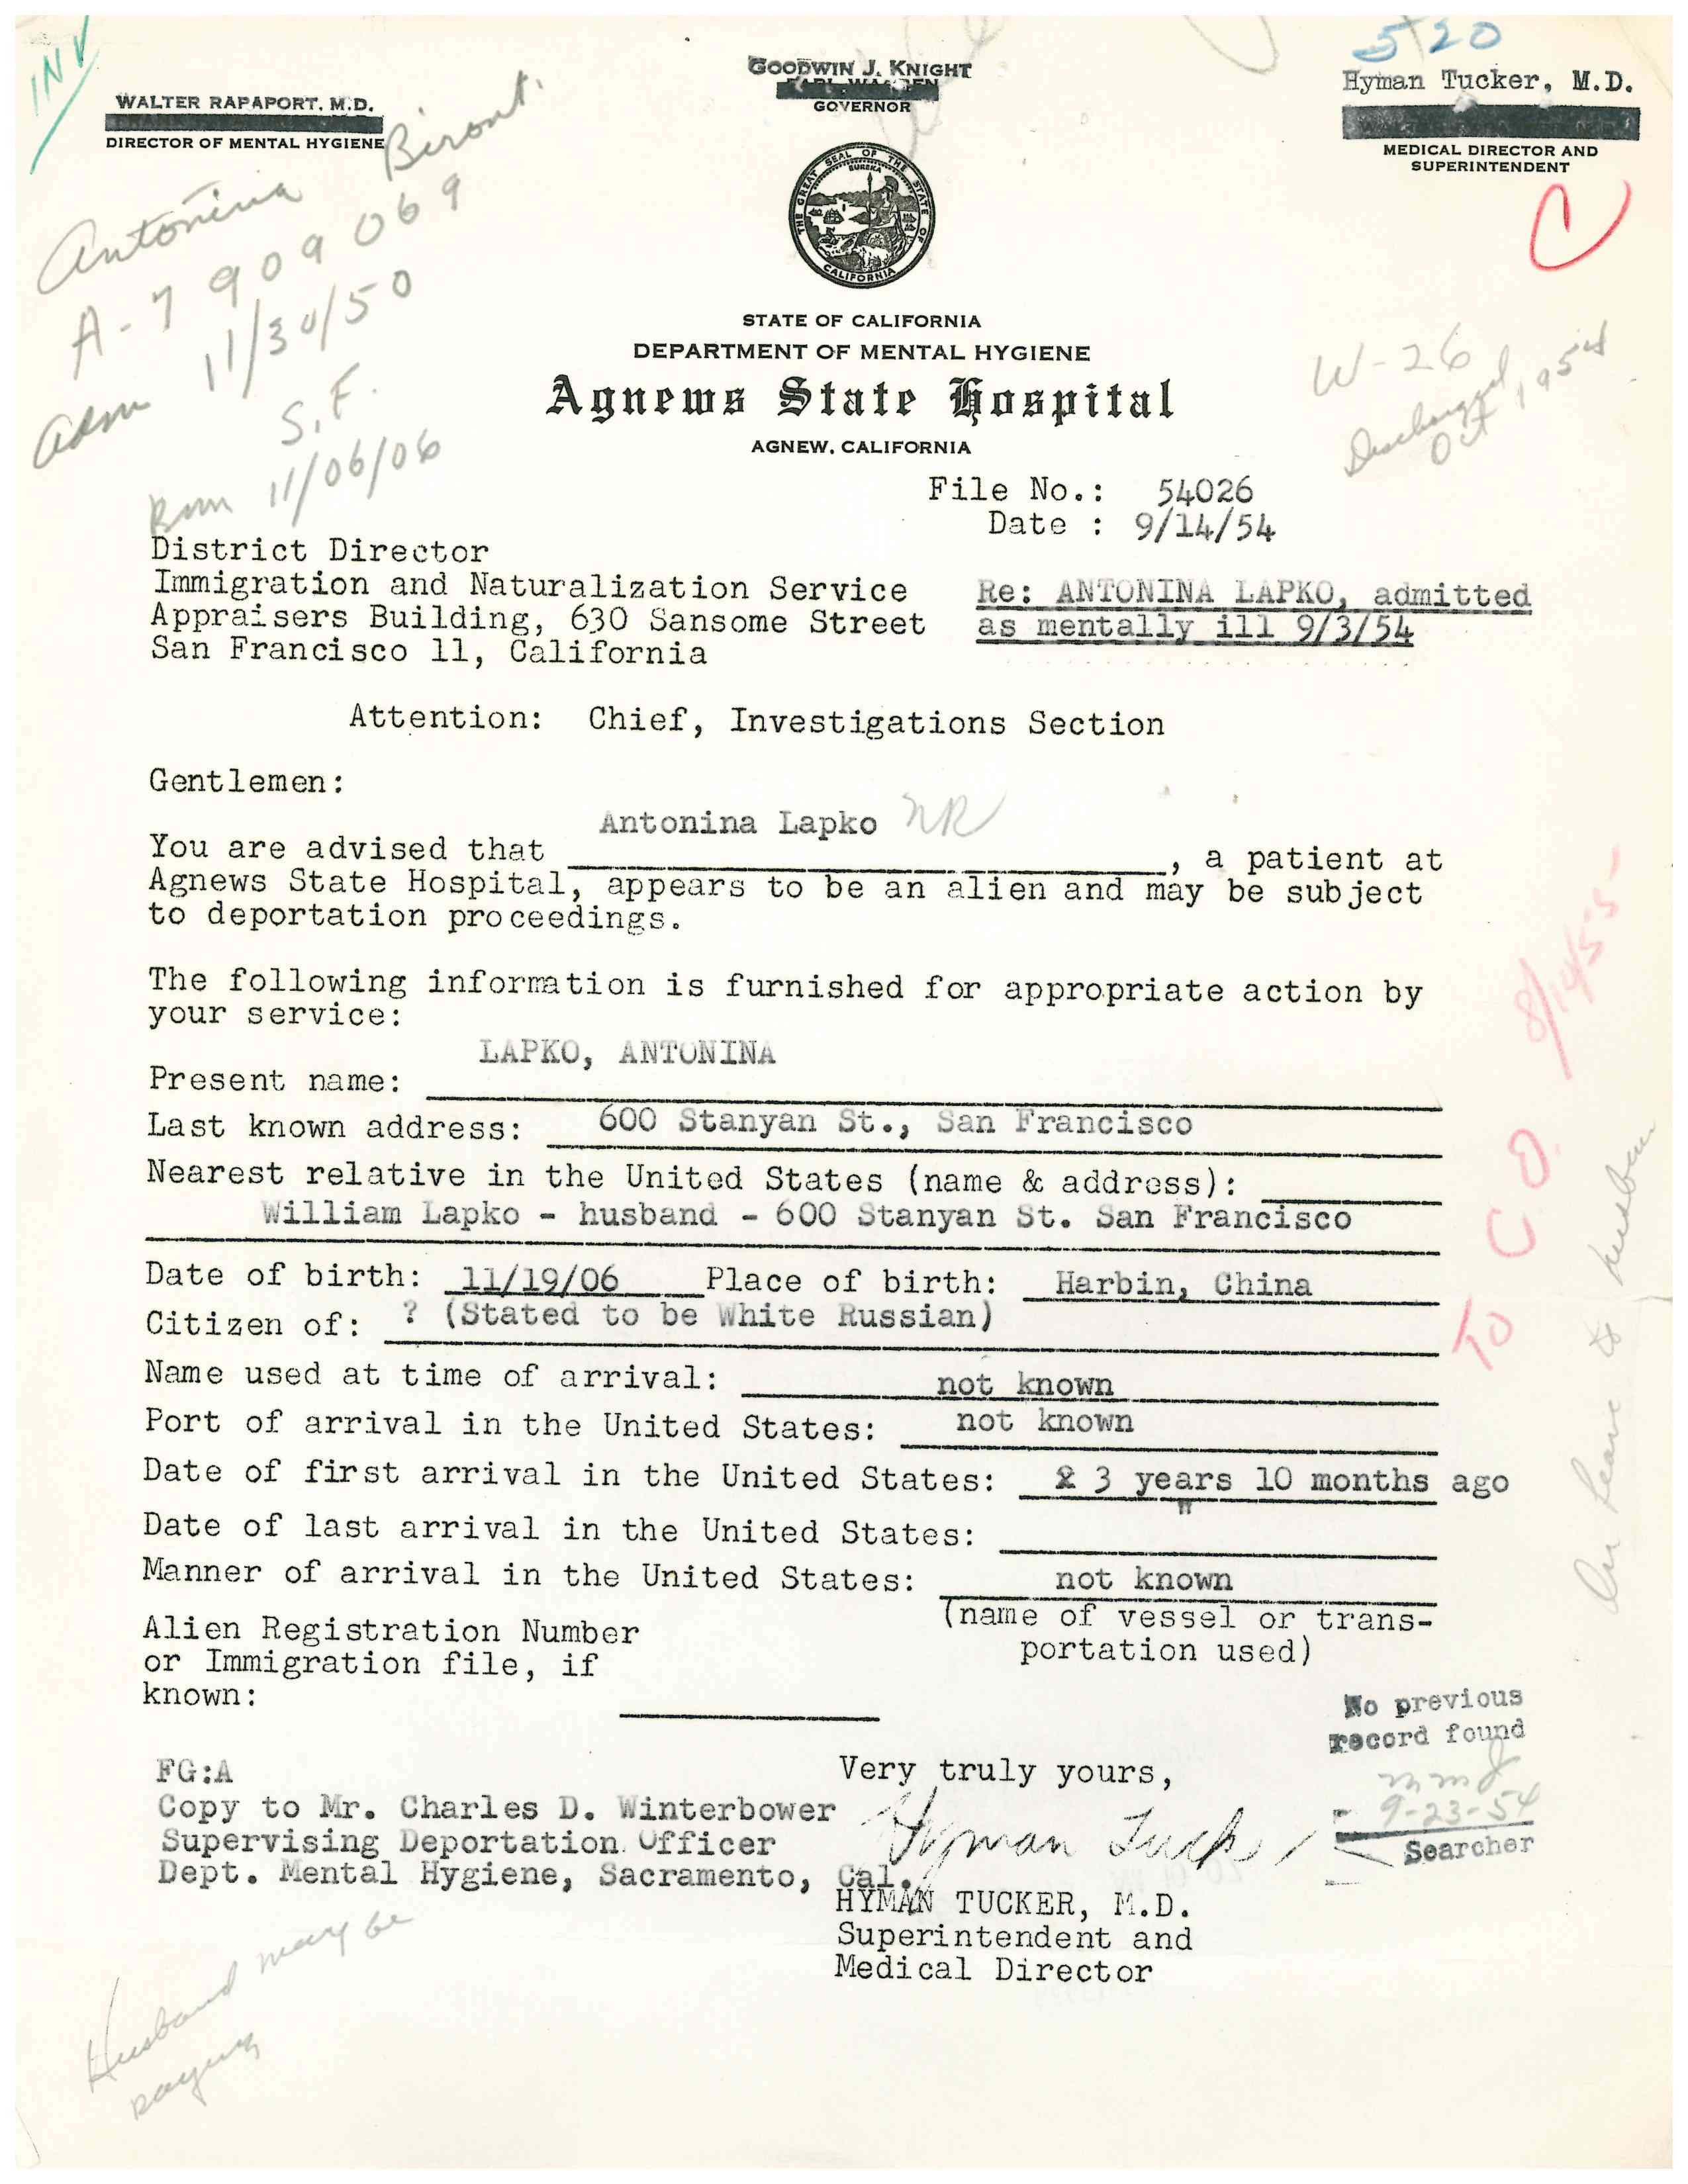 INV
520
GOODWIN J. KNIGHT
GOVERNOR
WALTER RAPAPORT, M.D.
DIRECTOR OF MENTAL HYGIENE
Hyman Tucker, M.D.
MEDICAL DIRECTOR AND
SUPERINTENDENT
C
Antonina
A-7 909 069
Adm 11/30/50
S.F.
Born 11/06/06
THE GREAT SEAL OF THE STATE OF CALIFORNIA
EUREKA
STATE OF CALIFORNIA
DEPARTMENT OF MENTAL HYGIENE
Agnews State Hospital
AGNEW, CALIFORNIA
W-26
Discharged
Oct 1, 1954
File No.: 54026
Date : 9/14/54
District Director
Immigration and Naturalization Service
Appraisers Building, 630 Sansome Street
San Francisco 11, California
Re: ANTONINA LAPKO, admitted
as mentally ill 9/3/54
Attention: Chief, Investigations Section
Gentlemen:
Antonina Lapko NR
You are advised that ____, a patient at
Agnews State Hospital, appears to be an alien and may be subject
to deportation proceedings.
The following information is furnished for appropriate action by
your service:
LAPKO, ANTONINA
Present name:
Last known address: 600 Stanyan St., San Francisco
Nearest relative in the United States (name & address):
William Lapko - husband - 600 Stanyan St. San Francisco
Date of birth: 11/19/06 Place of birth: Harbin, China
Citizen of: ? (Stated to be White Russian)
Name used at time of arrival: not known
Port of arrival in the United States: not known
Date of first arrival in the United States: 3 years 10 months ago
"
Date of last arrival in the United States:
Manner of arrival in the United States: not known
(name of vessel or trans-
portation used)
Alien Registration Number
or Immigration file, if
known:
8/14/55
TO C.O.
On leave to husban
No previous
record found
9-23-54
Searcher
FG:A
Copy to Mr. Charles D. Winterbower
Supervising Deportation Officer
Dept. Mental Hygiene, Sacramento, Cal.
Very truly yours,
Hyman Tucker
HYMAN TUCKER, M.D.
Superintendent and
Medical Director
Husband may be
paying